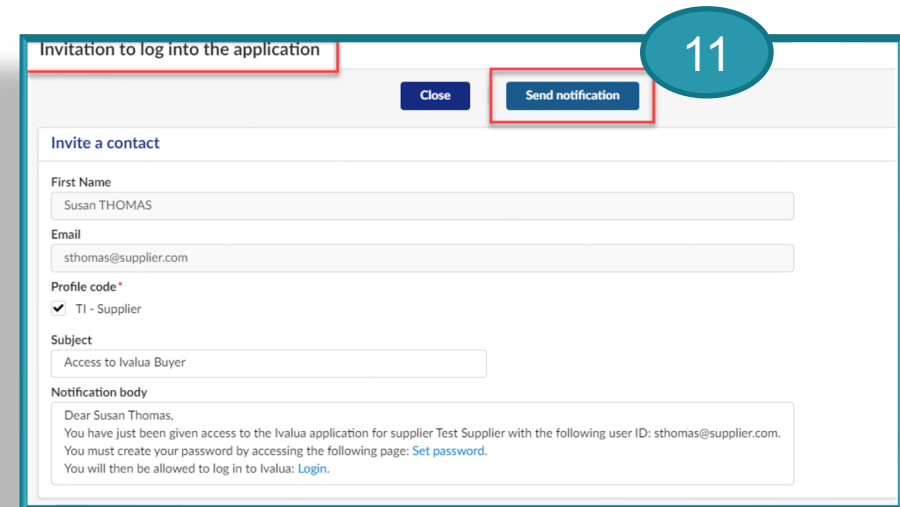 Invitation to log into the application
11
Close
Send notification
Invite a contact
First Name
Susan THOMAS
Email
sthomas@supplier.com
Profile code*
TI - Supplier
Subject
Access to Ivalua Buyer
Notification body
Dear Susan Thomas,
You have just been given access to the Ivalua application for supplier Test Supplier with the following user ID: sthomas@supplier.com.
You must create your password by accessing the following page: Set password.
You will then be allowed to log in to Ivalua: Login.